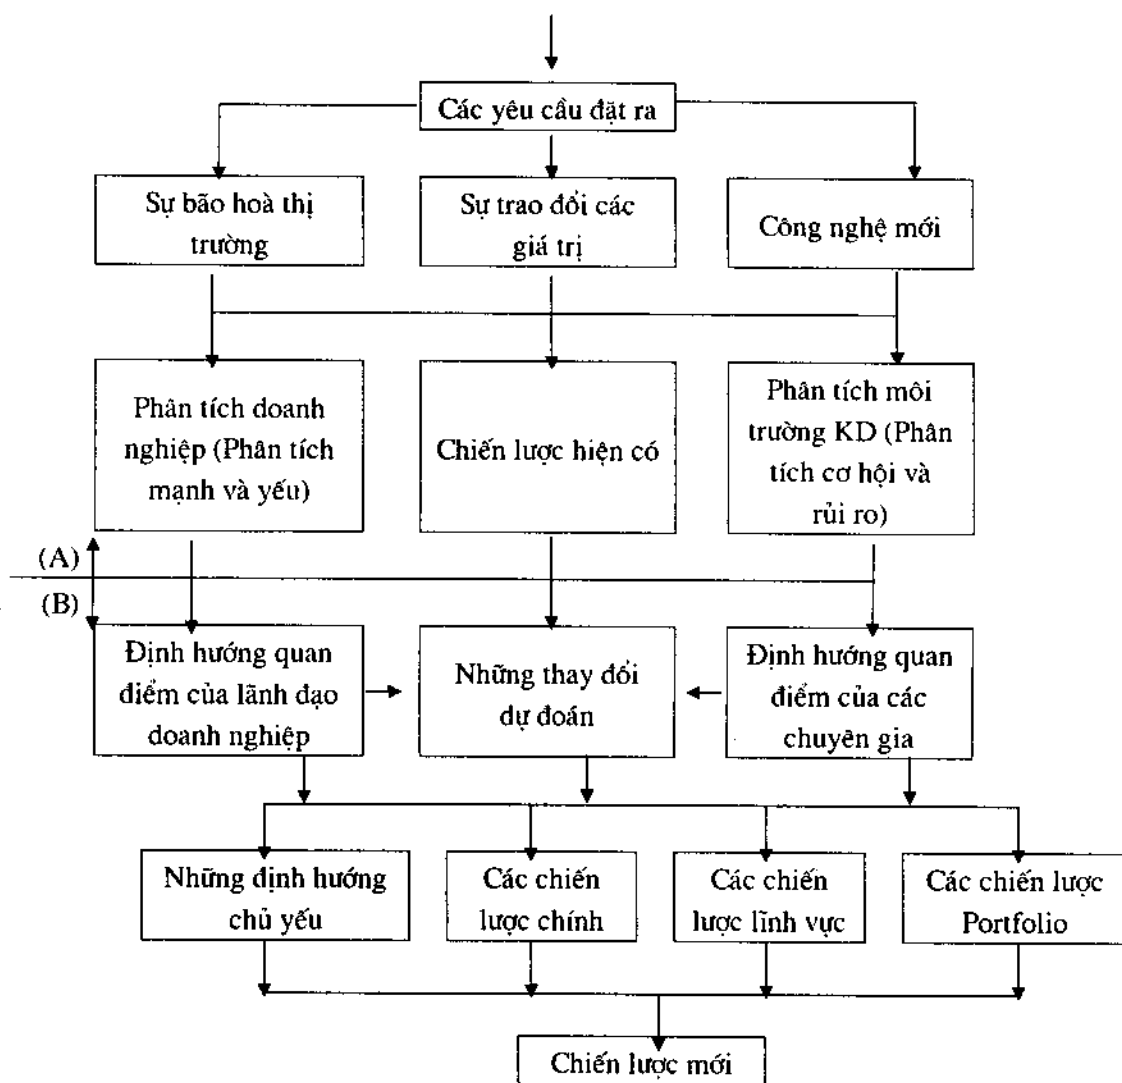 Các yêu cầu đặt ra
Sự bão hoà thị
trường
Sự trao đổi các
giá trị
Công nghệ mới
Phân tích doanh
nghiệp (Phân tích
mạnh và yếu)
Chiến lược hiện có
Phân tích môi
trường KD (Phân
tích cơ hội và
rủi ro)
(A)
(B)
Định hướng quan
điểm của lãnh đạo
doanh nghiệp
Những thay đổi
dự đoán
Định hướng quan
điểm của các
chuyên gia
Những định hướng
chủ yếu
Các chiến
lược chính
Các chiến
lược lĩnh vực
Các chiến lược
Portfolio
Chiến lược mới